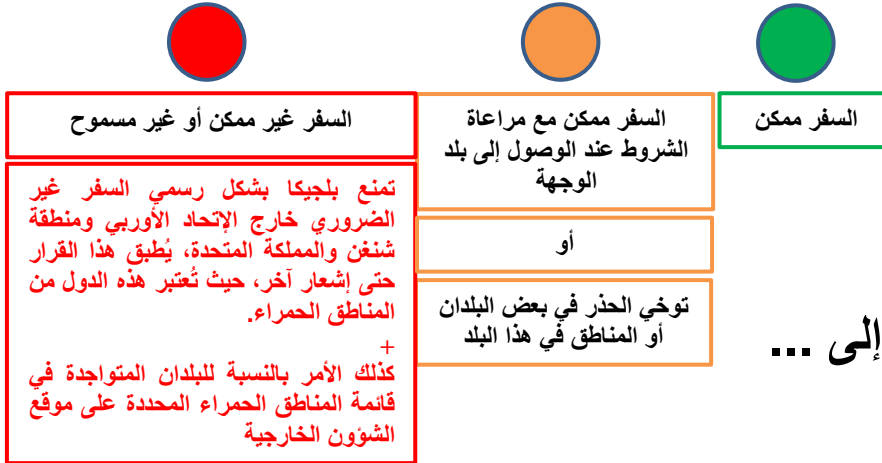 السفر ممكن
إلى ...
السفر ممكن مع مراعاة
الشروط عند الوصول إلى بلد
الوجهة
أو
توخي الحذر في بعض البلدان
أو المناطق في هذا البلد
السفر غير ممكن أو غير مسموح
تمنع بلجيكا بشكل رسمي السفر غير
الضروري خارج الإتحاد الأوربي ومنطقة
شنغن والمملكة المتحدة، يُطبق هذا القرار
حتى إشعار آخر، حيث تُعتبر هذه الدول من
المناطق الحمراء.
+
كذلك الأمر بالنسبة للبلدان المتواجدة في
قائمة المناطق الحمراء المحددة على موقع
الشؤون الخارجية